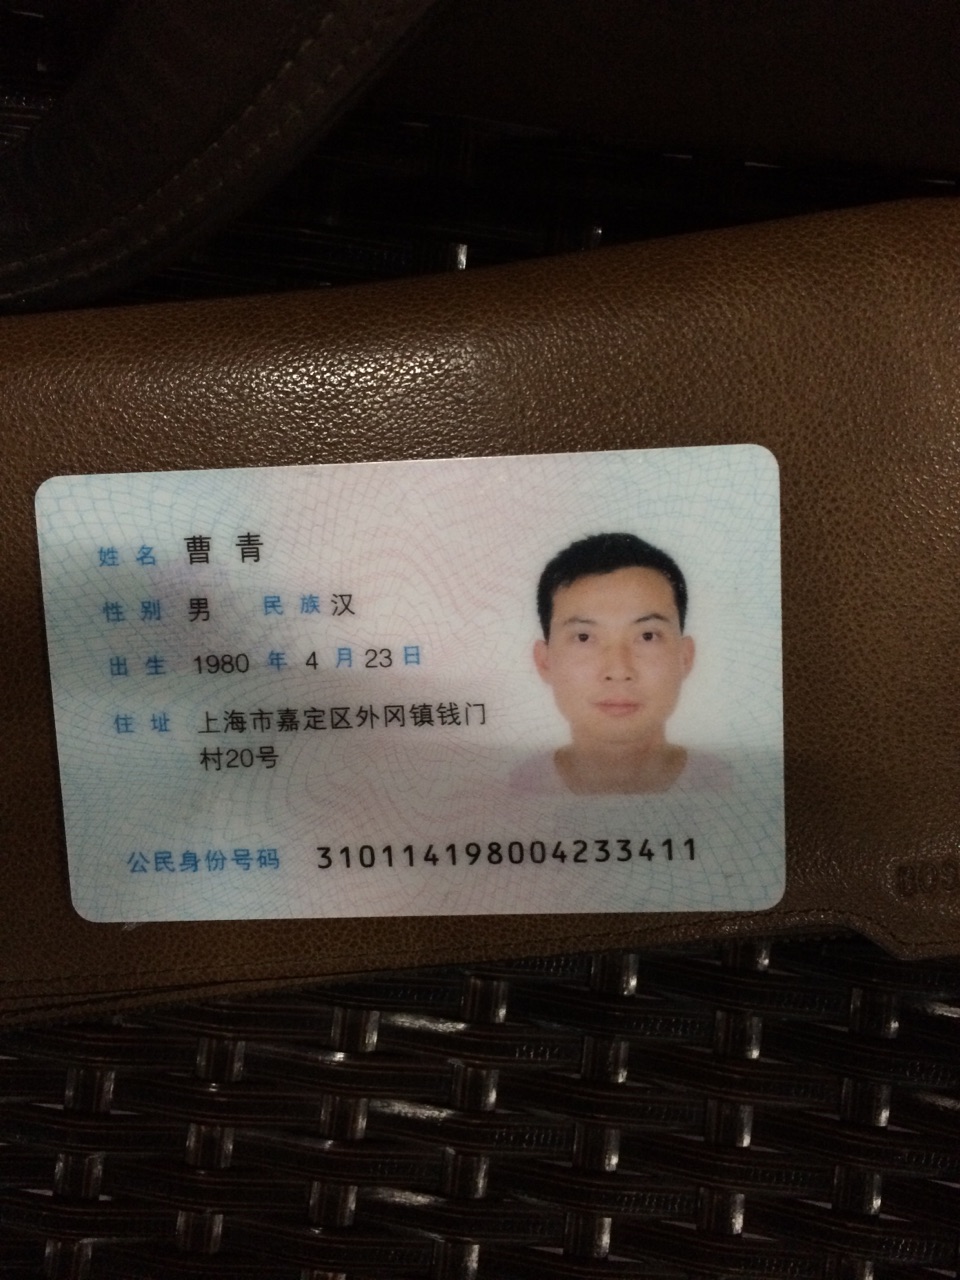 姓名 曹青
性别 男 民族 汉
出生 1980 年 4 月 23 日
住址 上海市嘉定区外冈镇钱门
村20号
公民身份号码 310114198004233411